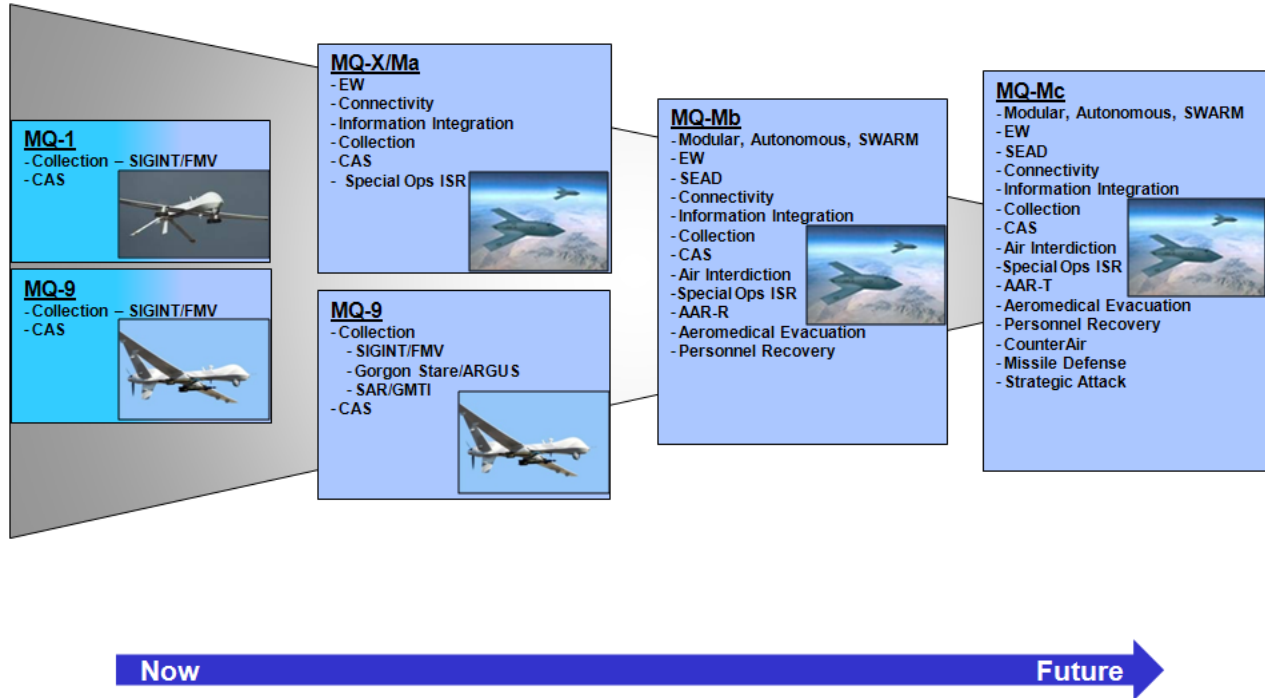 MQ-1
- Collection – SIGINT/FMV
- CAS
MQ-9
- Collection – SIGINT/FMV
- CAS
MQ-X/Ma
- EW
- Connectivity
- Information Integration
- Collection
- CAS
- Special Ops ISR
MQ-9
- Collection
- SIGINT/FMV
- Gorgon Stare/ARGUS
- SAR/GMTI
- CAS
MQ-Mb
- Modular, Autonomous, SWARM
- EW
- SEAD
- Connectivity
- Information Integration
- Collection
- CAS
- Air Interdiction
- Special Ops ISR
- AAR-R
- Aeromedical Evacuation
- Personnel Recovery
MQ-Mc
- Modular, Autonomous, SWARM
- EW
- SEAD
- Connectivity
- Information Integration
- Collection
- CAS
- Air Interdiction
- Special Ops ISR
- AAR-T
- Aeromedical Evacuation
- Personnel Recovery
- CounterAir
- Missile Defense
- Strategic Attack
Now
Future